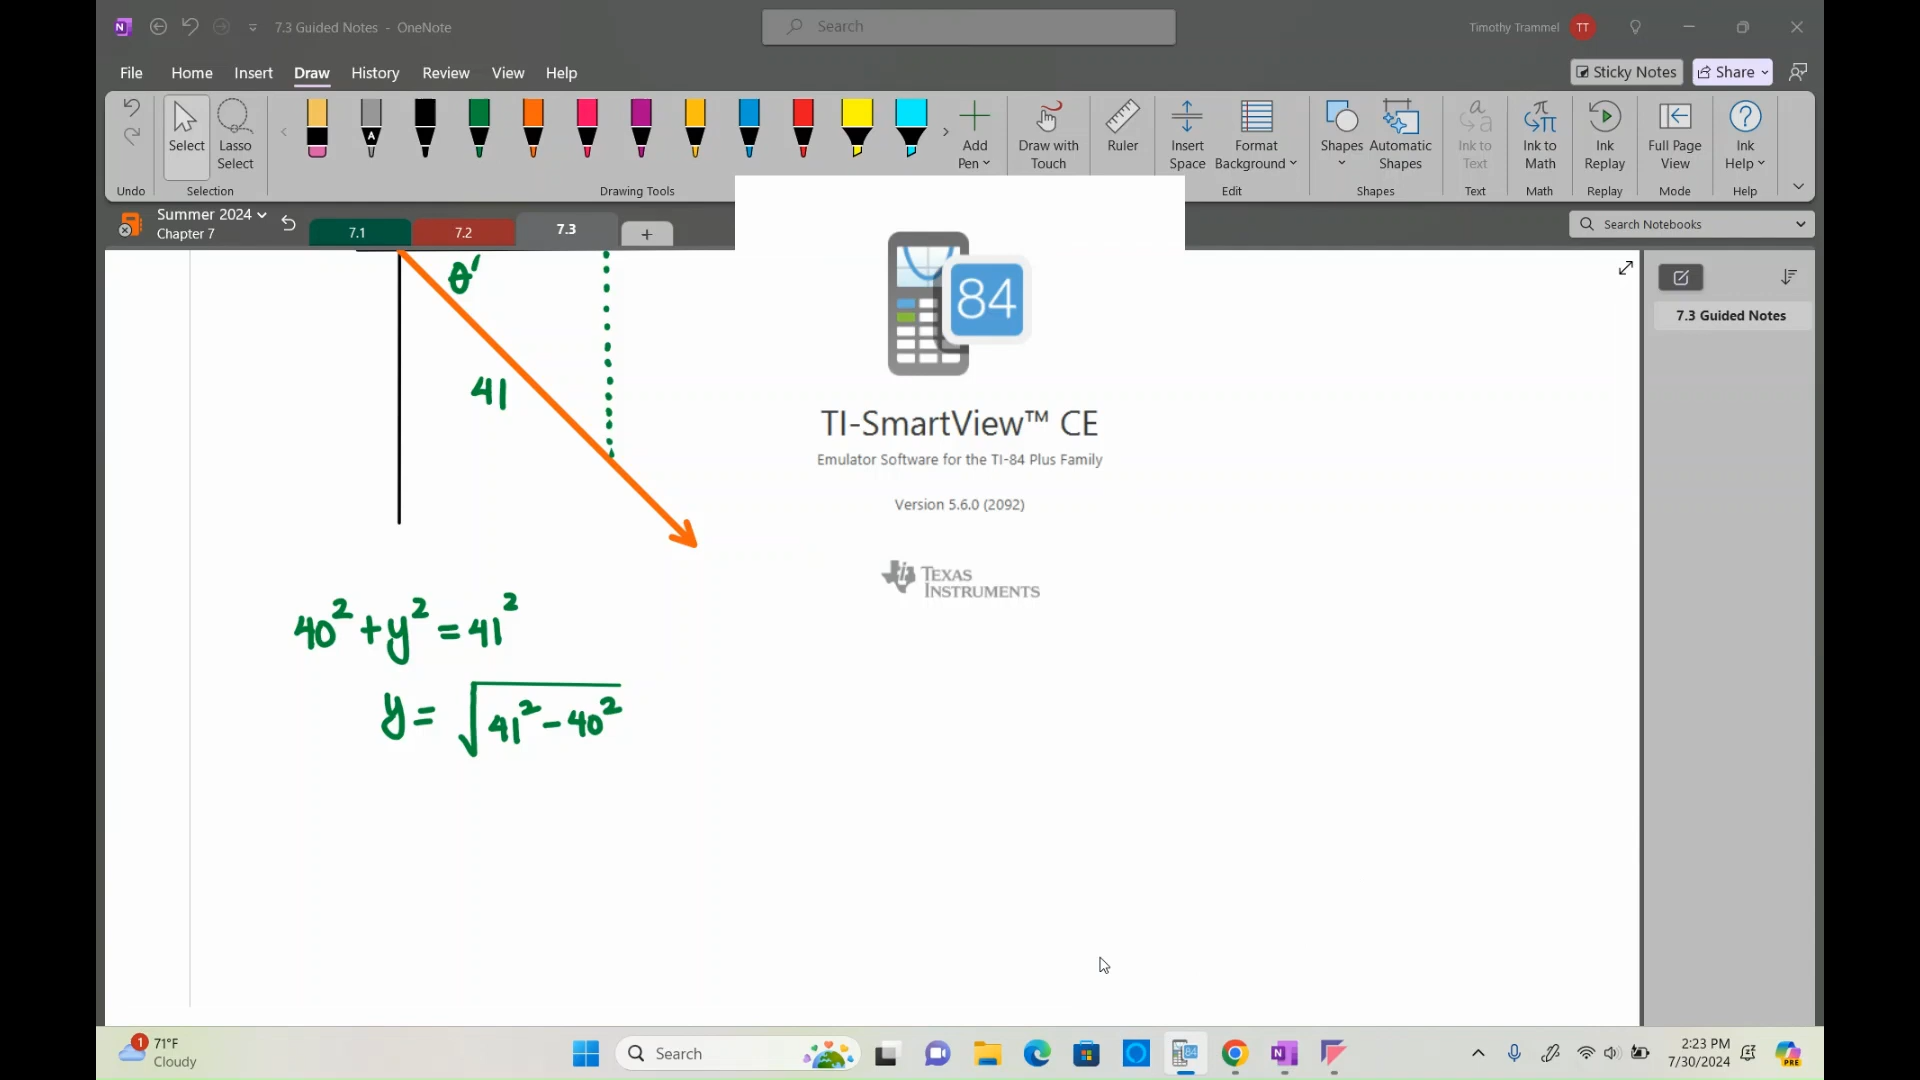 7.3 Guided Notes - OneNote
Search
Timothy Trammel TT
File Home Insert Draw History Review View Help
Sticky Notes Share
Undo
Select
Lasso Select
Selection
Drawing Tools
Add Pen
Draw with Touch
Ruler
Insert Space
Format Background
Edit
Shapes
Automatic Shapes
Shapes
Ink to Text
Text
Ink to Math
Math
Ink Replay
Replay
Full Page View
Mode
Ink Help
Help
Summer 2024
Chapter 7
7.1 7.2 7.3 +
Search Notebooks
7.3 Guided Notes
θ'
41
84
TI-SmartView™ CE
Emulator Software for the TI-84 Plus Family
Version 5.6.0 (2092)
TEXAS
INSTRUMENTS
40² + y² = 41²
y = √(41² - 40²)
1
71°F
Cloudy
Search
2:23 PM
7/30/2024
PRE